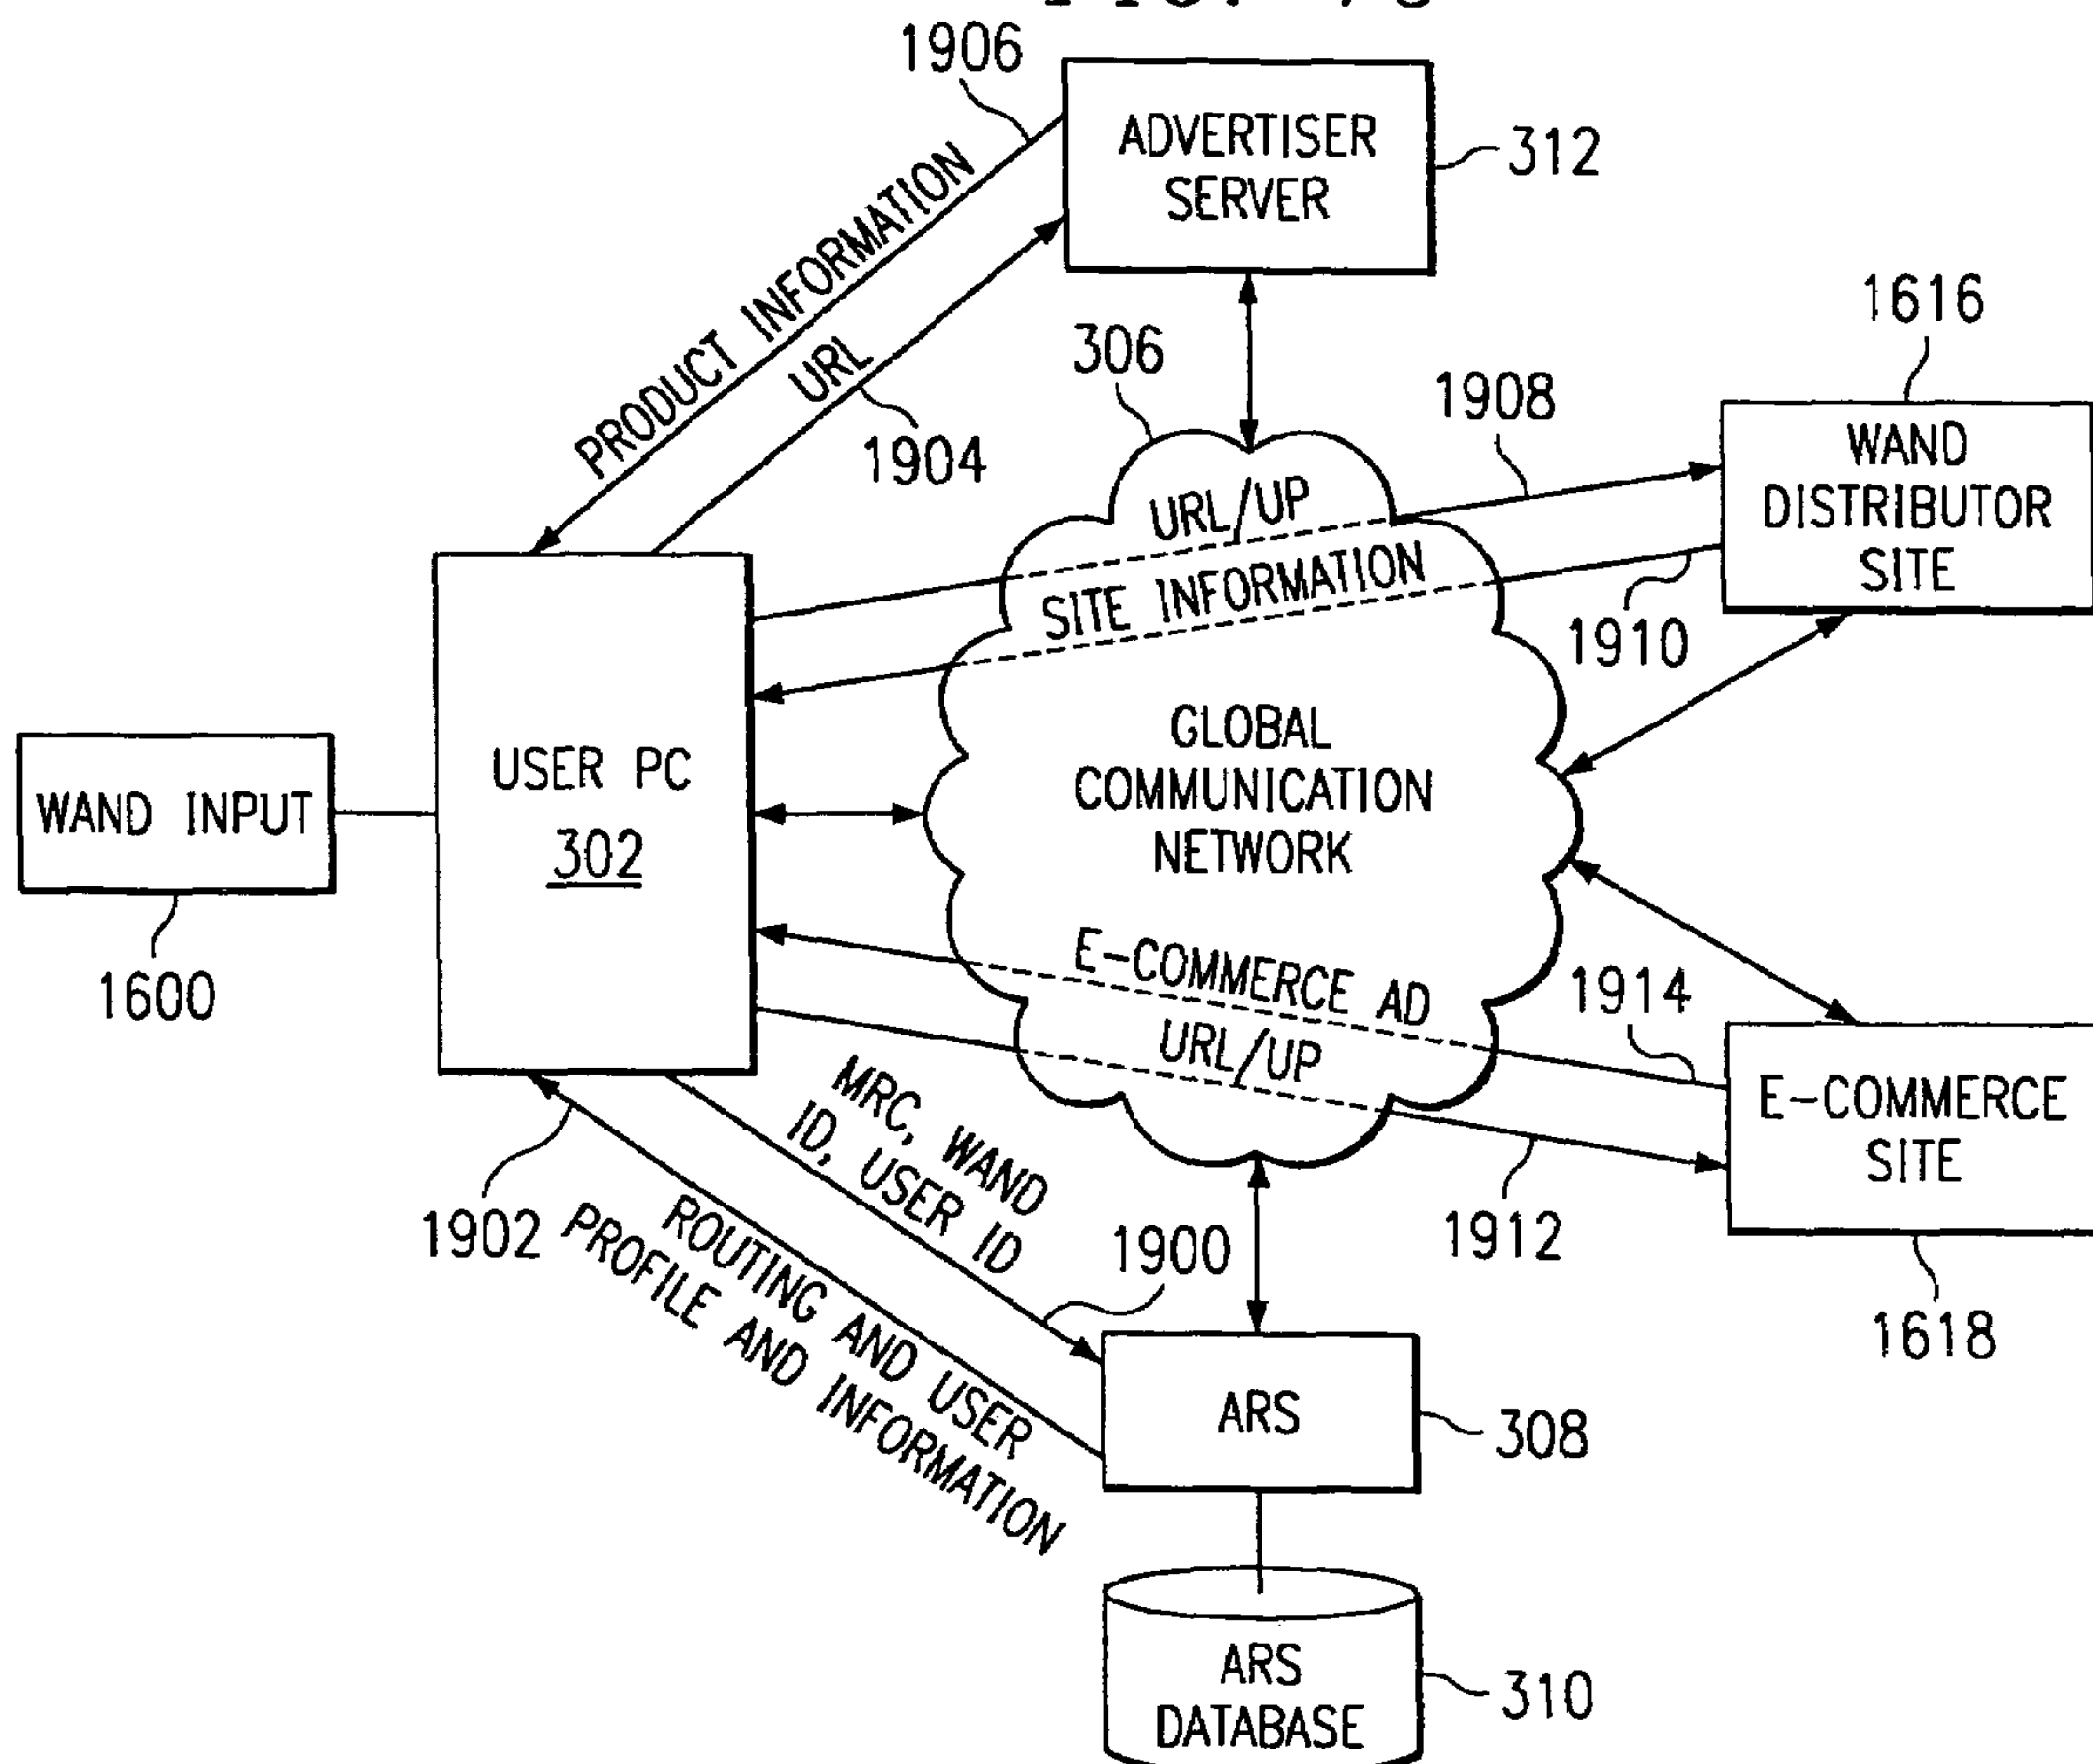 1906
ADVERTISER
SERVER
312
PRODUCT INFORMATION
URL
1904
306
1908
1616
WAND
DISTRIBUTOR
SITE
URL/UP
SITE INFORMATION
1910
GLOBAL
COMMUNICATION
NETWORK
USER PC
302
WAND INPUT
1600
E-COMMERCE AD
URL/UP
1914
E-COMMERCE
SITE
1912
1618
MRC, WAND
ID, USER ID
1900
1902
ROUTING AND USER
PROFILE AND INFORMATION
ARS
308
ARS
DATABASE
310